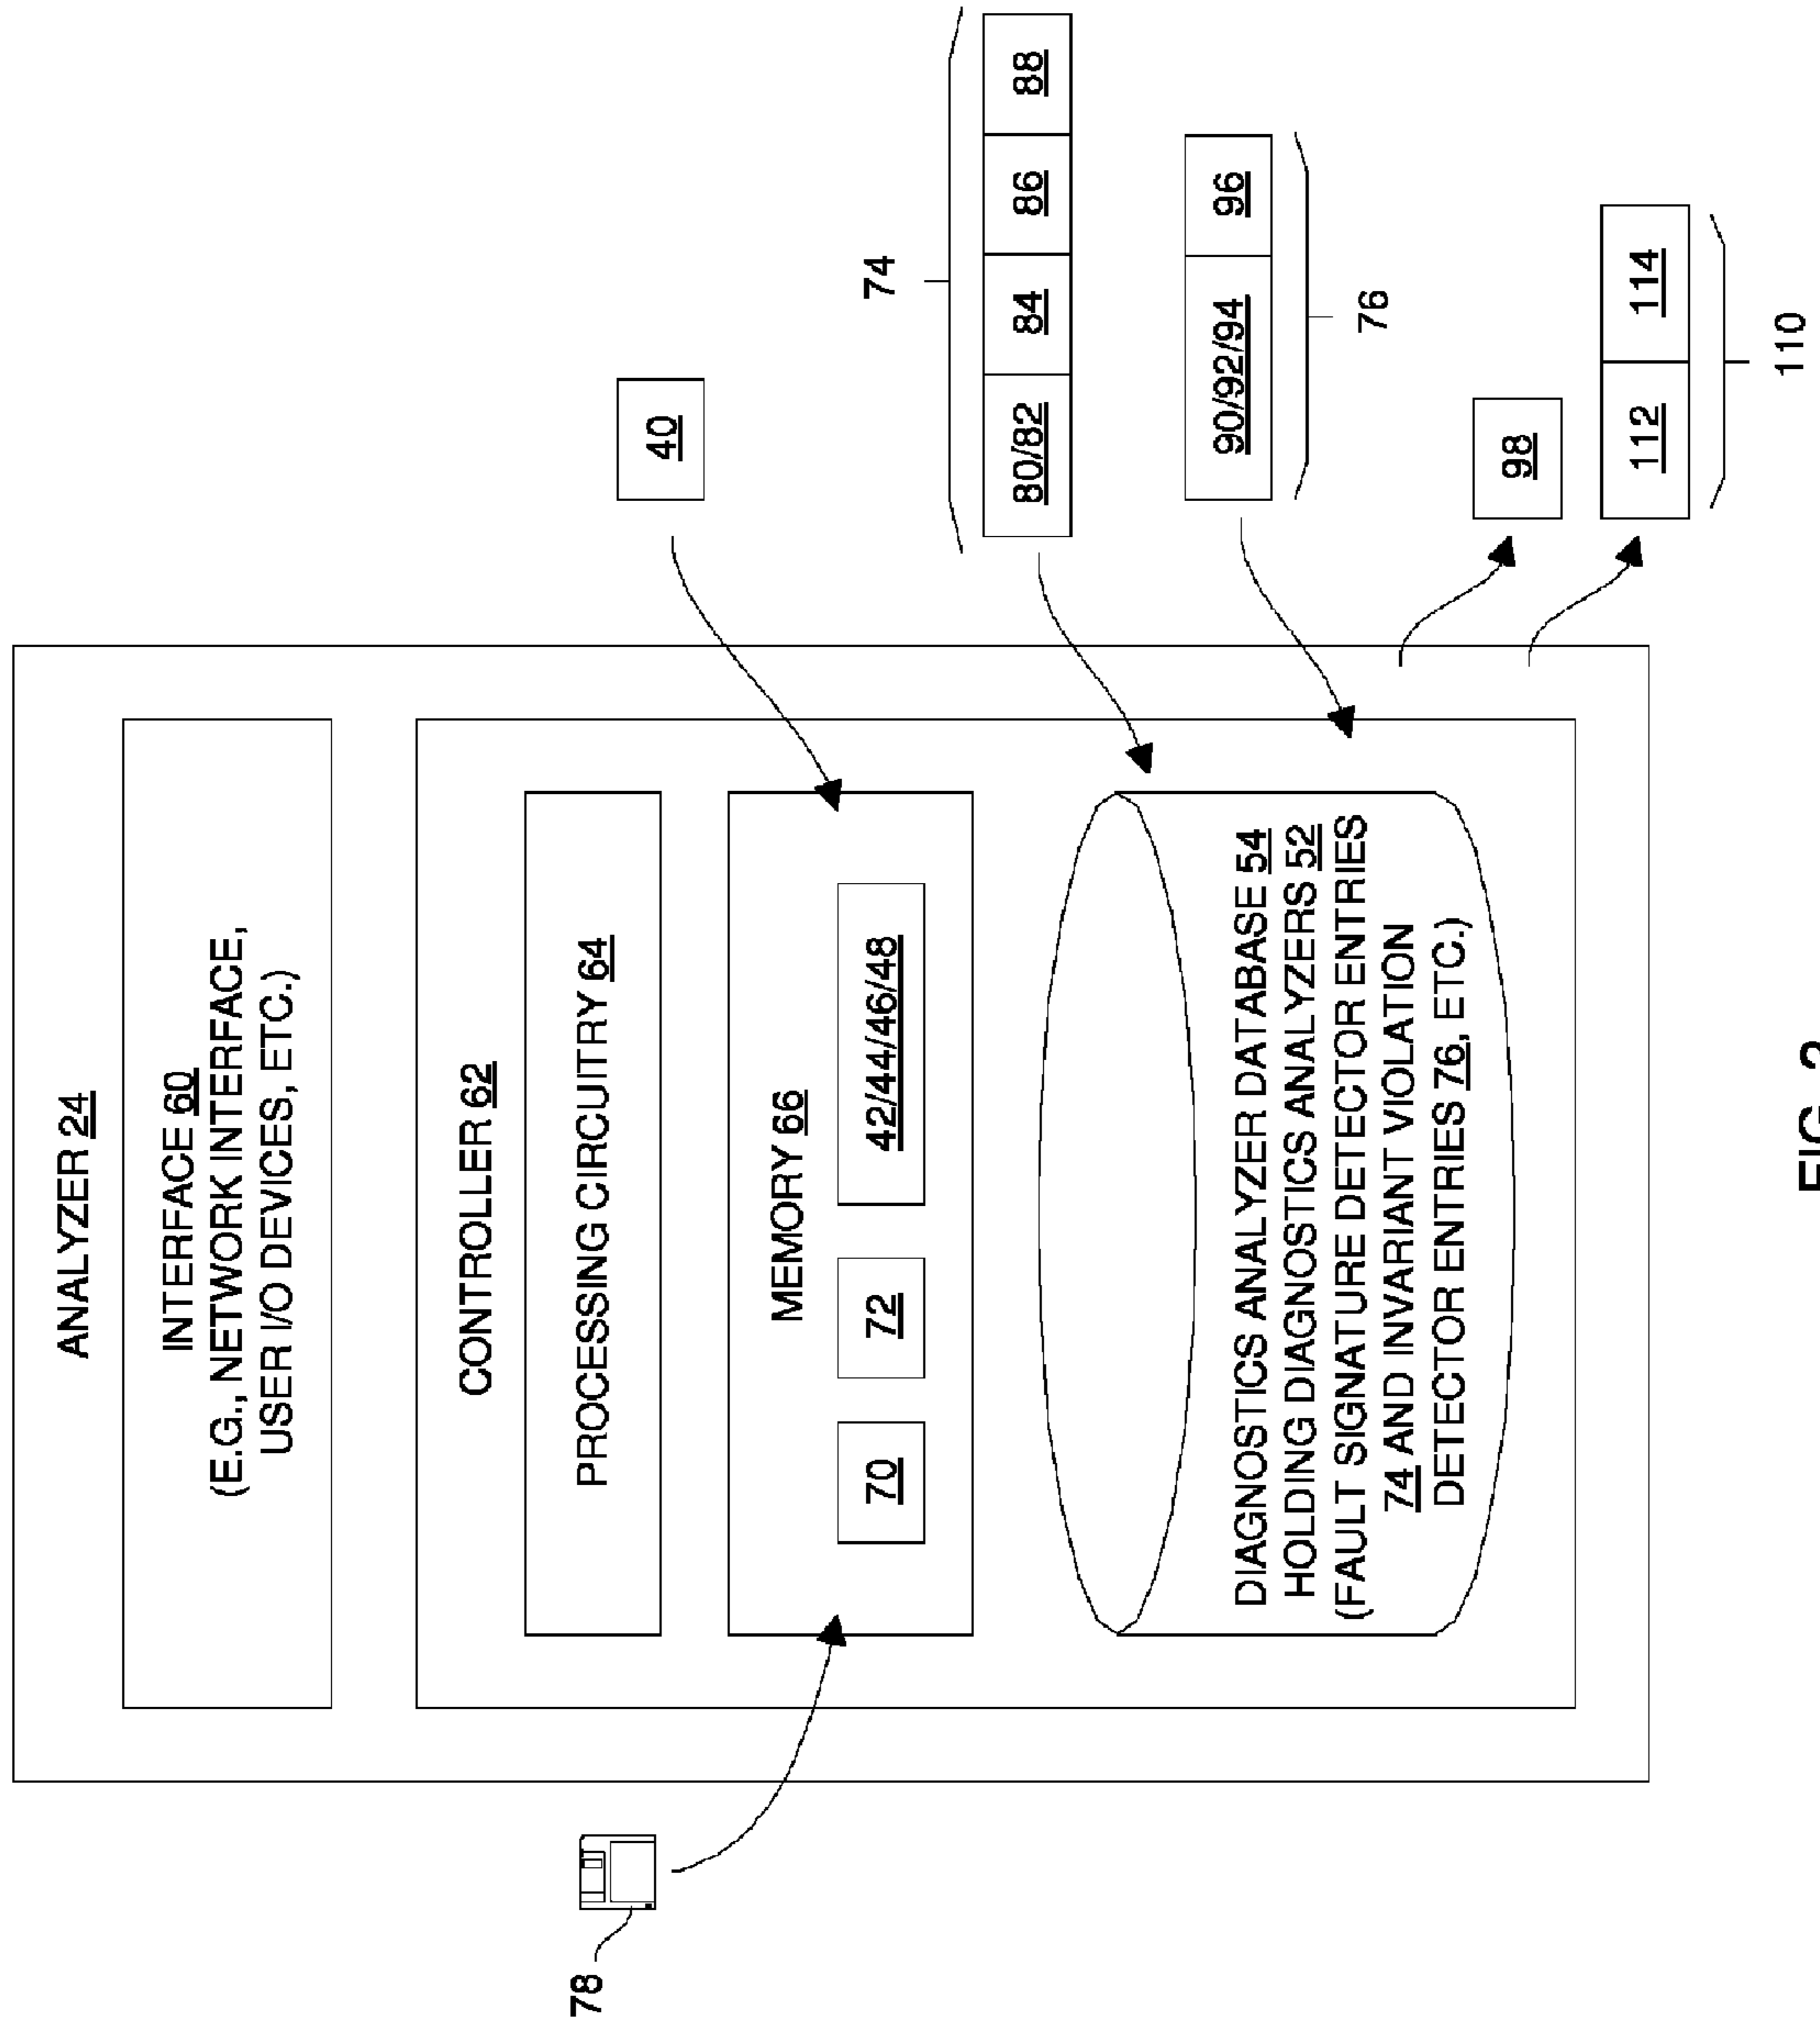 ANALYZER 24
INTERFACE 60
(E.G., NETWORK INTERFACE,
USER I/O DEVICES, ETC.)
CONTROLLER 62
PROCESSING CIRCUITRY 64
78
MEMORY 66
70
72
42/44/46/48
40
74
80/82
84
86
88
DIAGNOSTICS ANALYZER DATABASE 54
HOLDING DIAGNOSTICS ANALYZERS 52
(FAULT SIGNATURE DETECTOR ENTRIES
74 AND INVARIANT VIOLATION
DETECTOR ENTRIES 76, ETC.)
90/92/94
96
76
98
112
114
110
FIG.